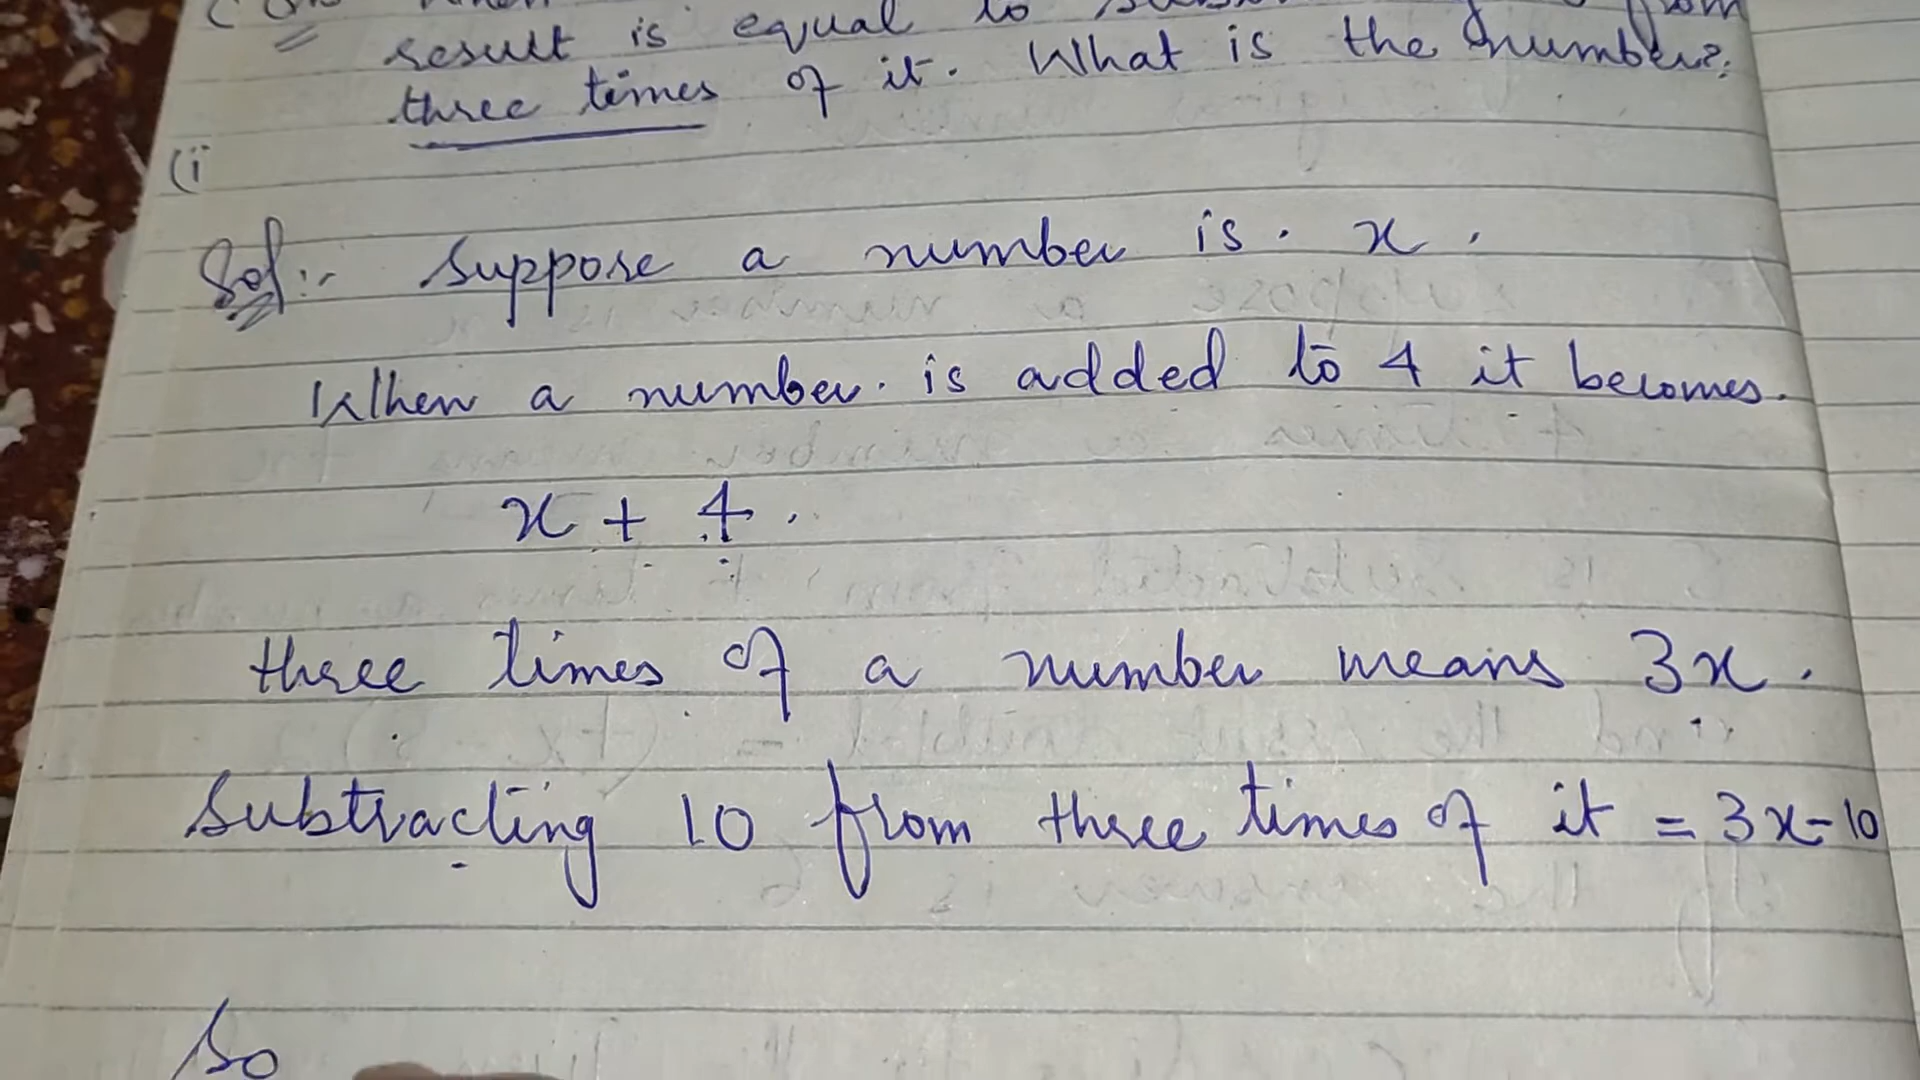 result is equal to
three times of it. What is the number?
(i
Sol:- Suppose a number is. x.
When a number. is added to 4 it becomes.
x + 4.
three times of a number means 3x.
Subtracting 10 from three times of it = 3x-10
So